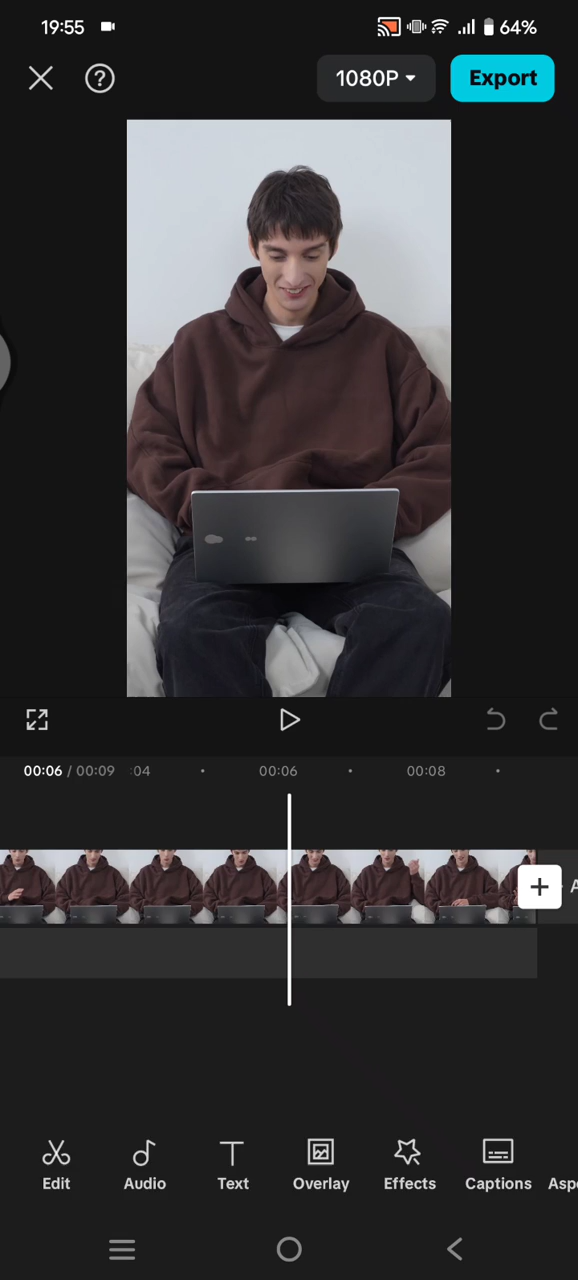 19:55 64%
1080P Export
00:06 / 00:09 :04 00:06 00:08
A
Edit Audio Text Overlay Effects Captions Aspe